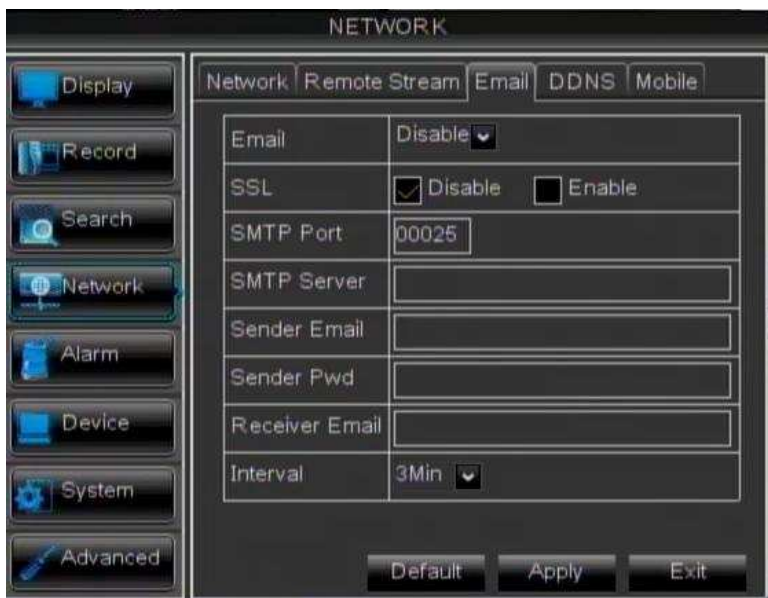 NETWORK
Display
Record
Search
Network
Alarm
Device
System
Advanced
Network Remote Stream Email DDNS Mobile
Email Disable
SSL Disable Enable
SMTP Port 00025
SMTP Server
Sender Email
Sender Pwd
Receiver Email
Interval 3Min
Default Apply Exit